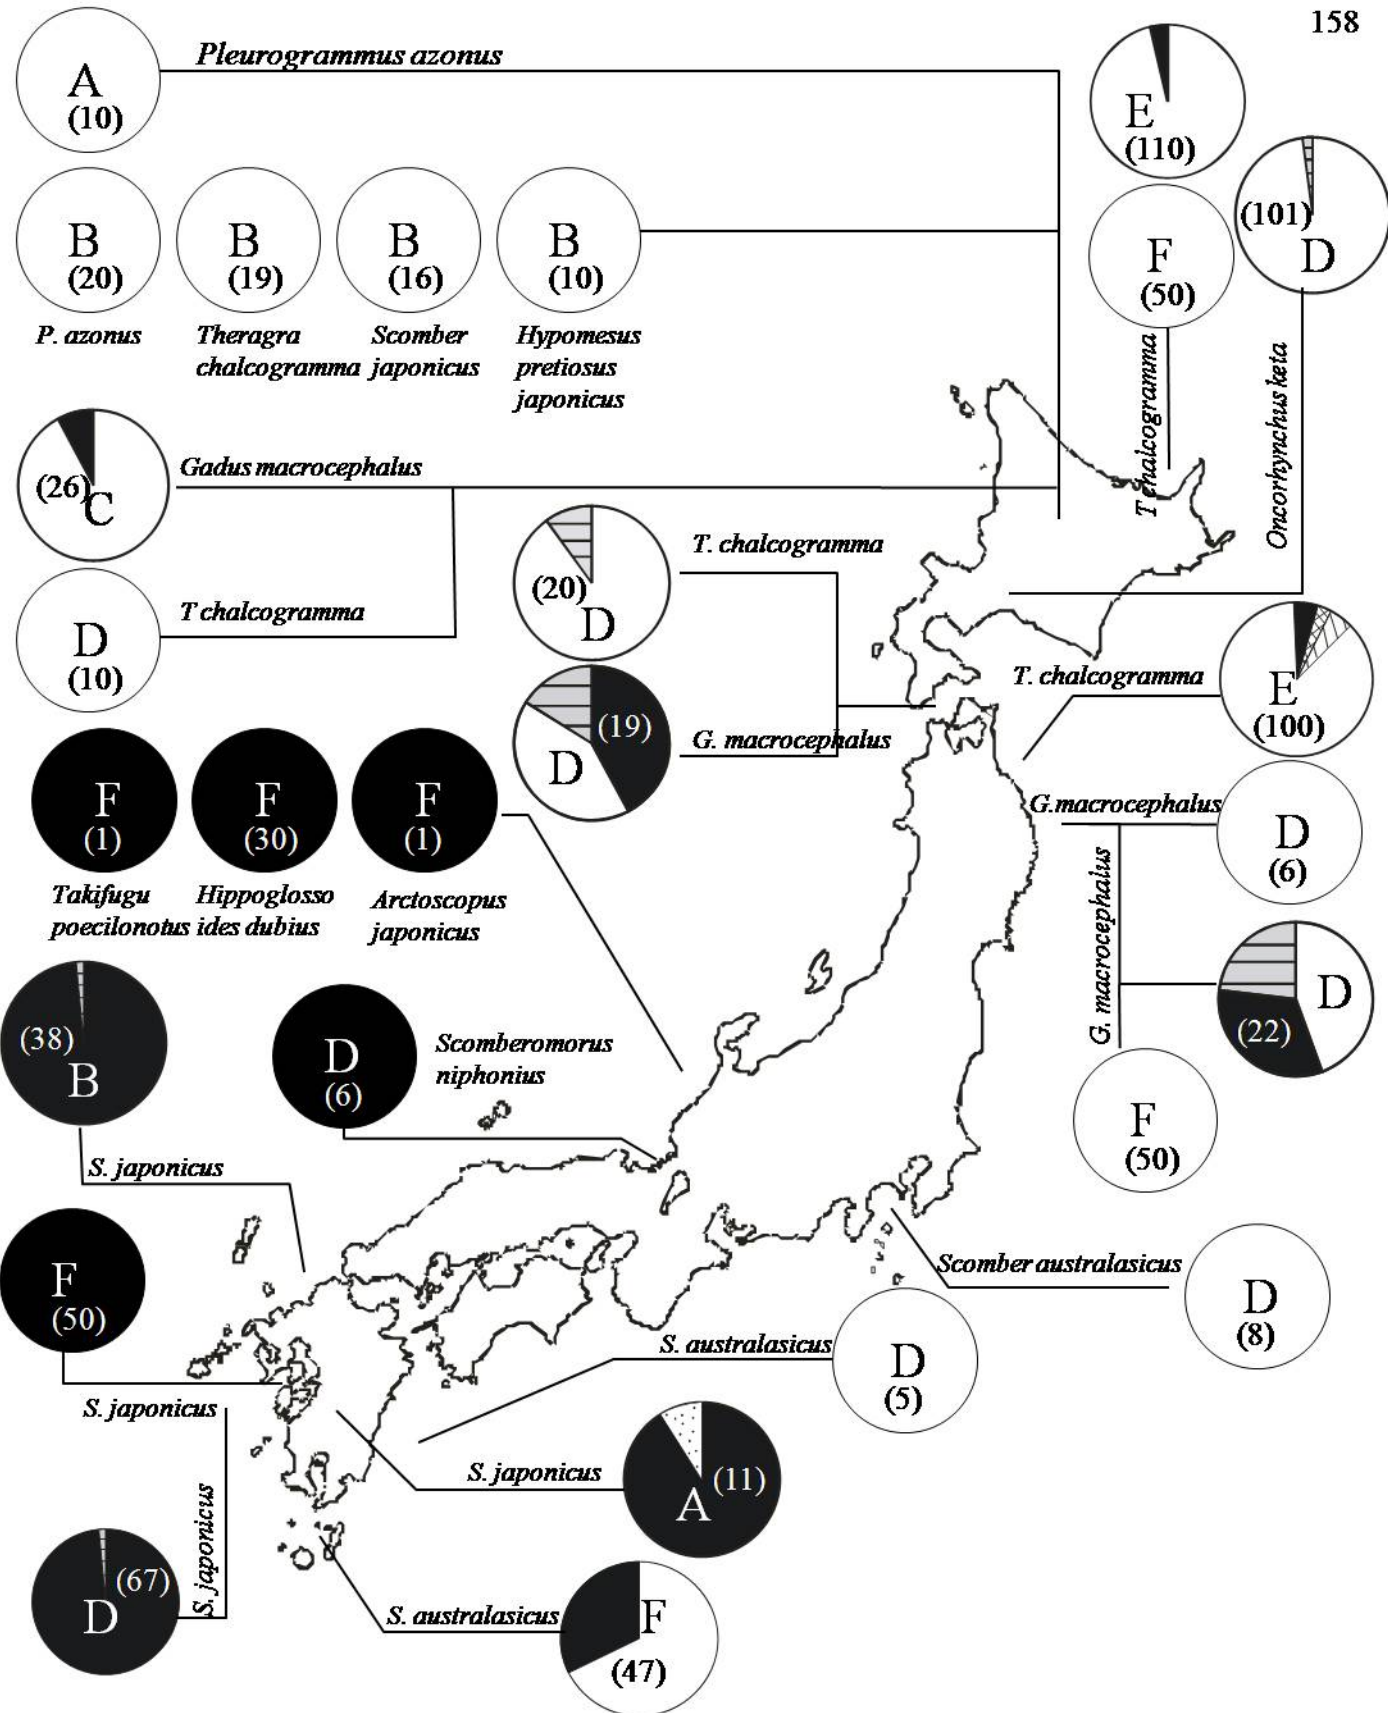 158
A
(10)
Pleurogrammus azonus
E
(110)
(101)
D
B
(20)
B
(19)
B
(16)
B
(10)
F
(50)
P. azonus
Theragra
chalcogramma
Scomber
japonicus
Hypomesus
pretiosus
japonicus
T chalcogramma
Oncorhynchus keta
(26)
C
Gadus macrocephalus
(20)
D
T. chalcogramma
D
(10)
T chalcogramma
T. chalcogramma
E
(100)
(19)
D
G. macrocephalus
F
(1)
F
(30)
F
(1)
G.macrocephalus
D
(6)
Takifugu
poecilonotus
Hippoglosso
ides dubius
Arctoscopus
japonicus
G. macrocephalus
D
(22)
(38)
B
D
(6)
Scomberomorus
niphonius
F
(50)
S. japonicus
F
(50)
Scomber australasicus
D
(8)
S. australasicus
D
(5)
S. japonicus
S. japonicus
S. japonicus
(11)
A
(67)
D
S. australasicus
F
(47)